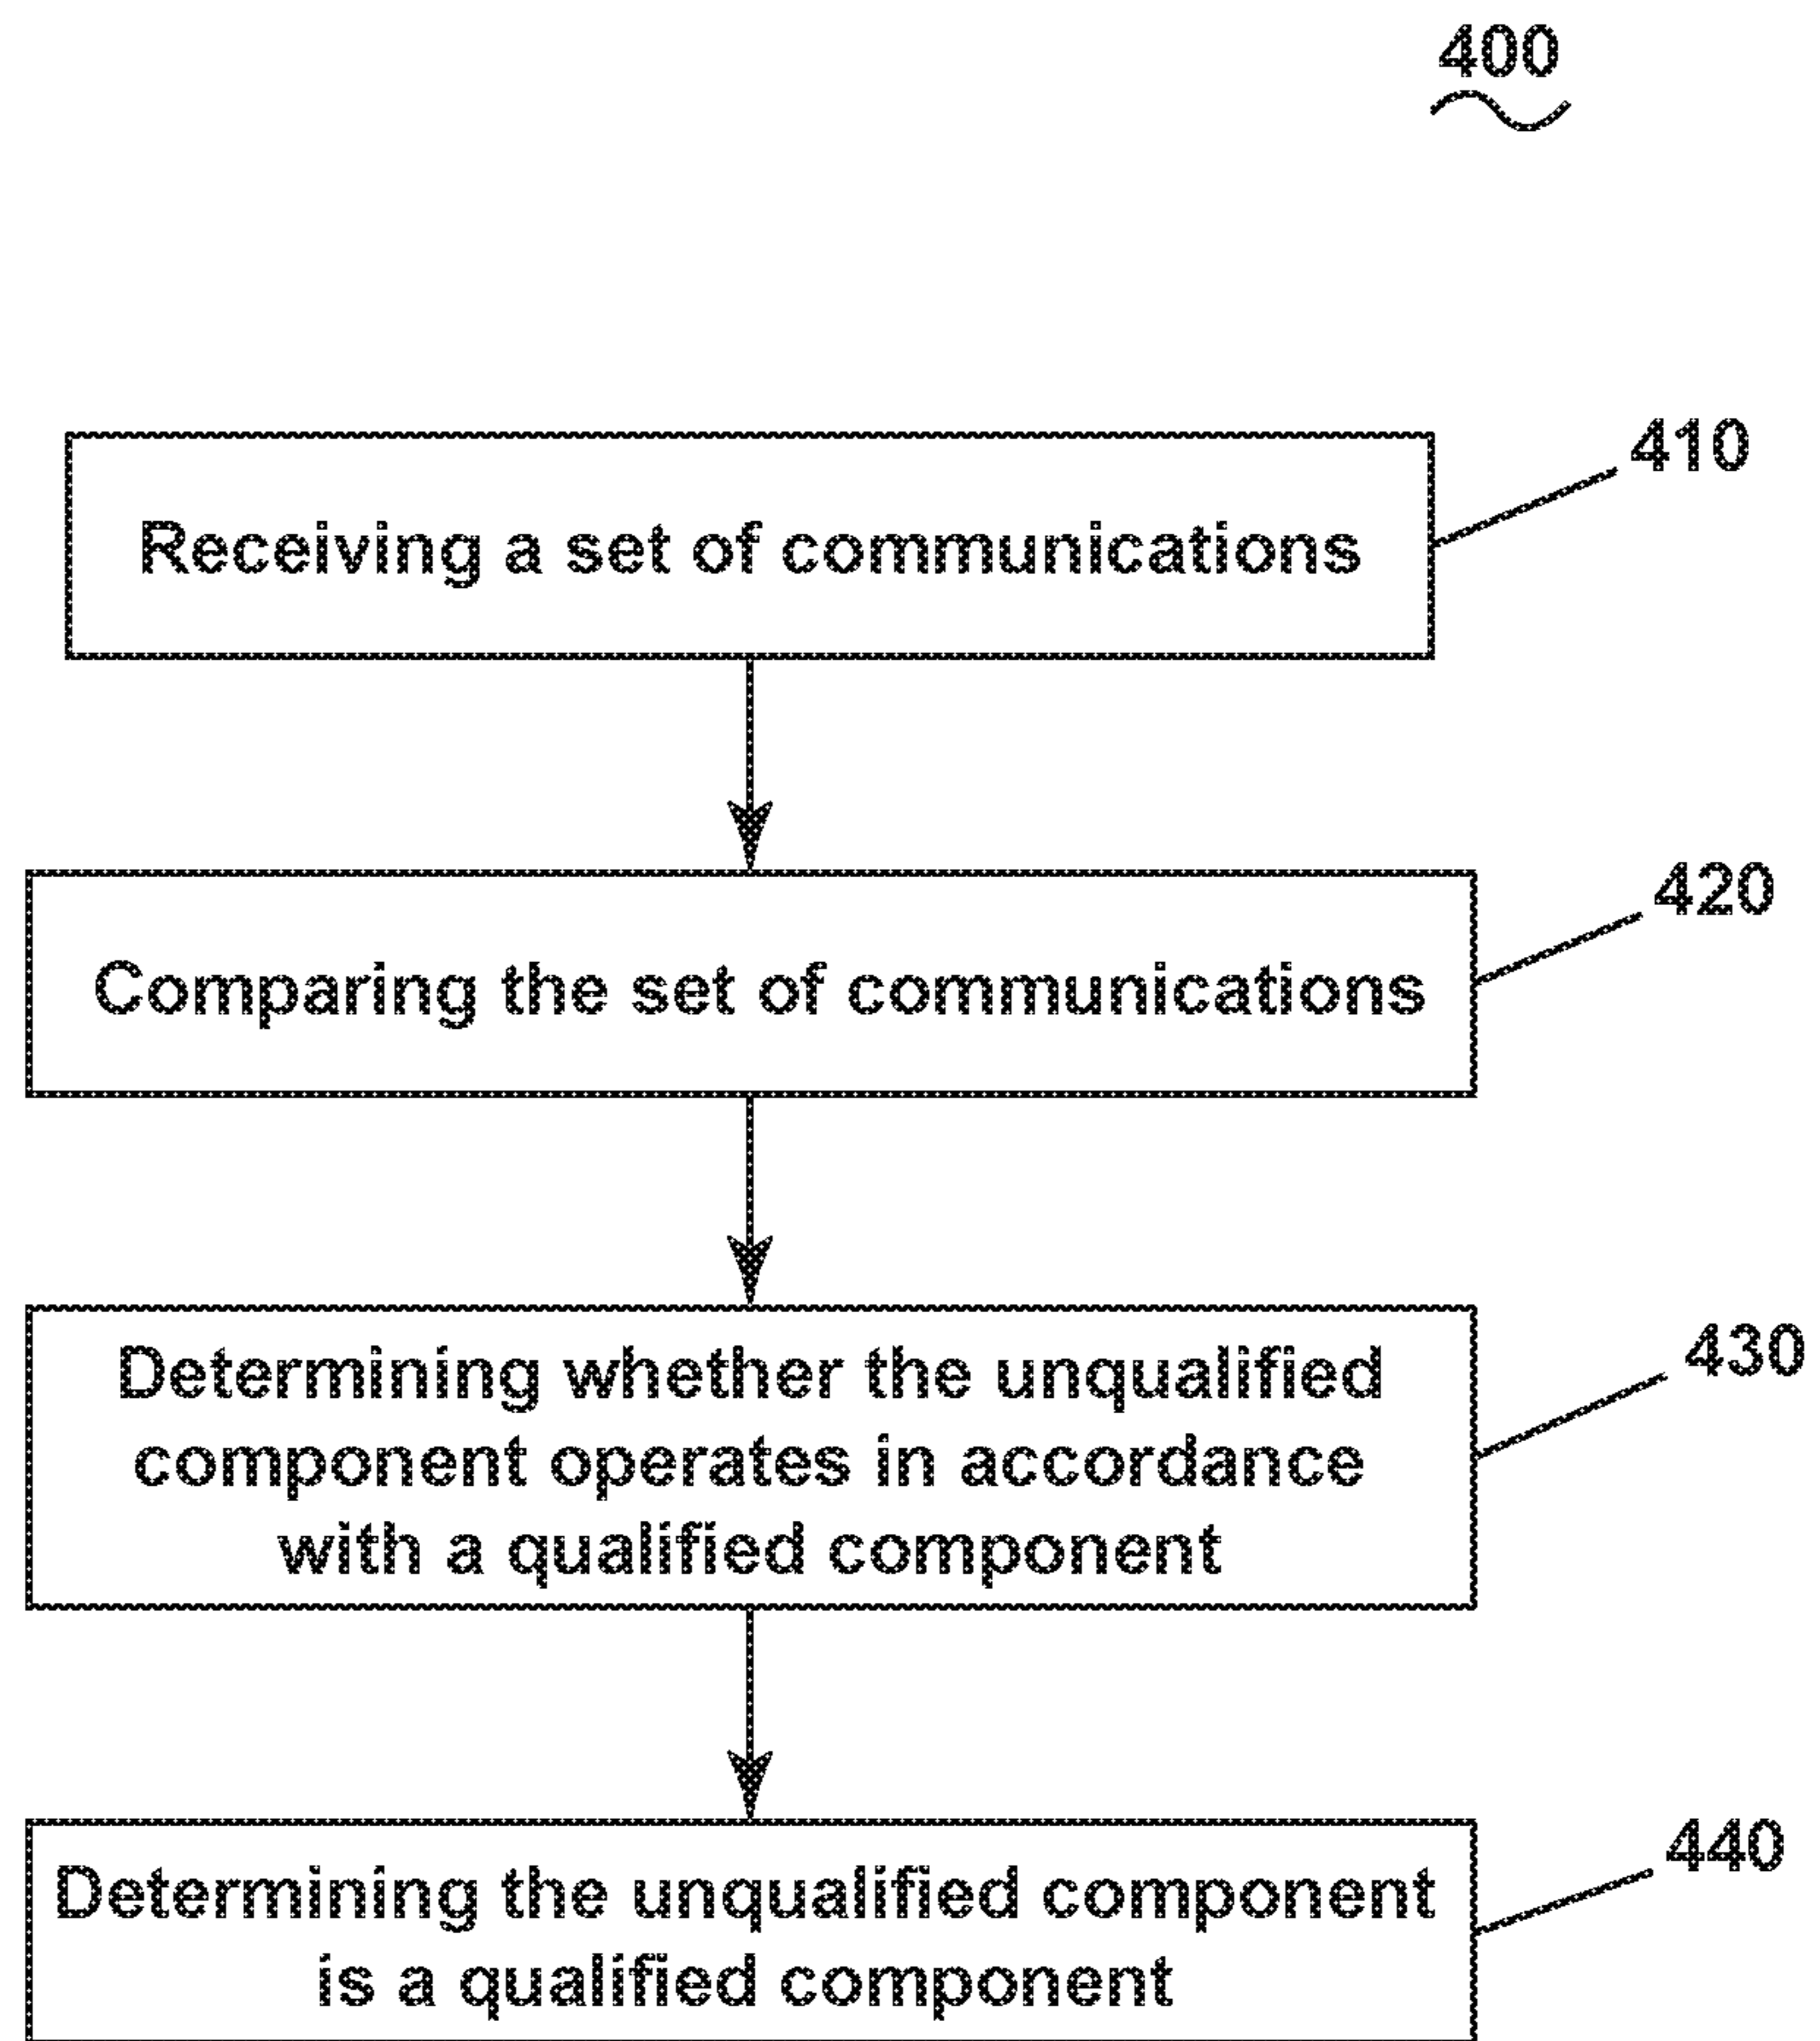 400
410
Receiving a set of communications
420
Comparing the set of communications
430
Determining whether the unqualified
component operates in accordance
with a qualified component
440
Determining the unqualified component
is a qualified component